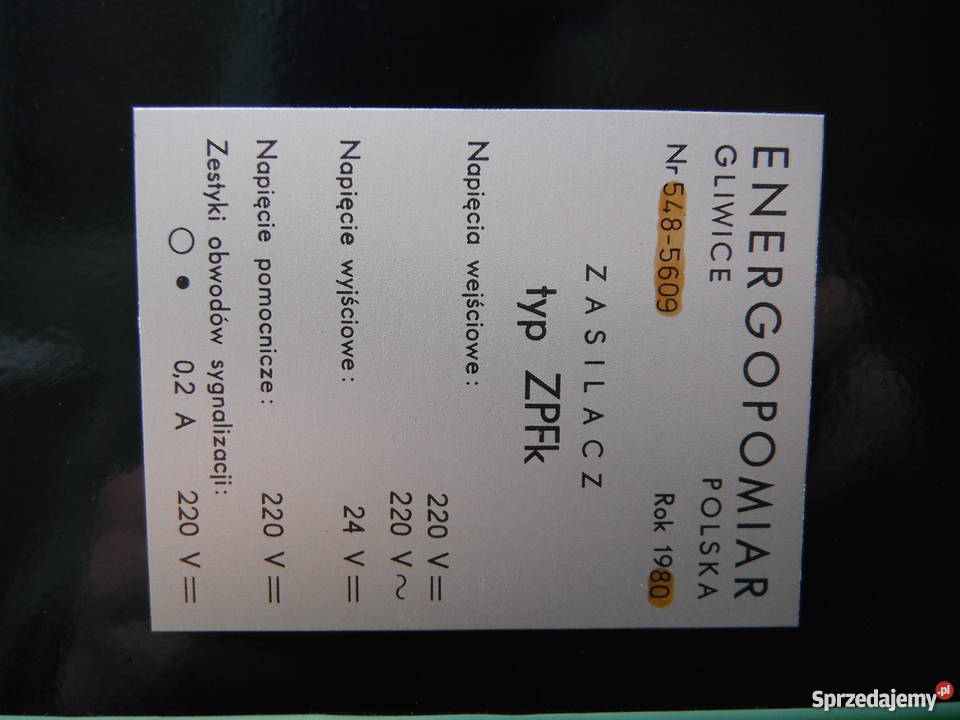 ENERGOPOMIAR
GLIWICE POLSKA
Nr 548-5609 Rok 1980
ZASILACZ
typ ZPFk
Napięcia wejściowe: 220 V =
220 V ~
Napięcie wyjściowe: 24 V =
Napięcie pomocnicze: 220 V =
Zestyki obwodów sygnalizacji:
○ • 0,2 A 220 V =
Sprzedajemy.pl